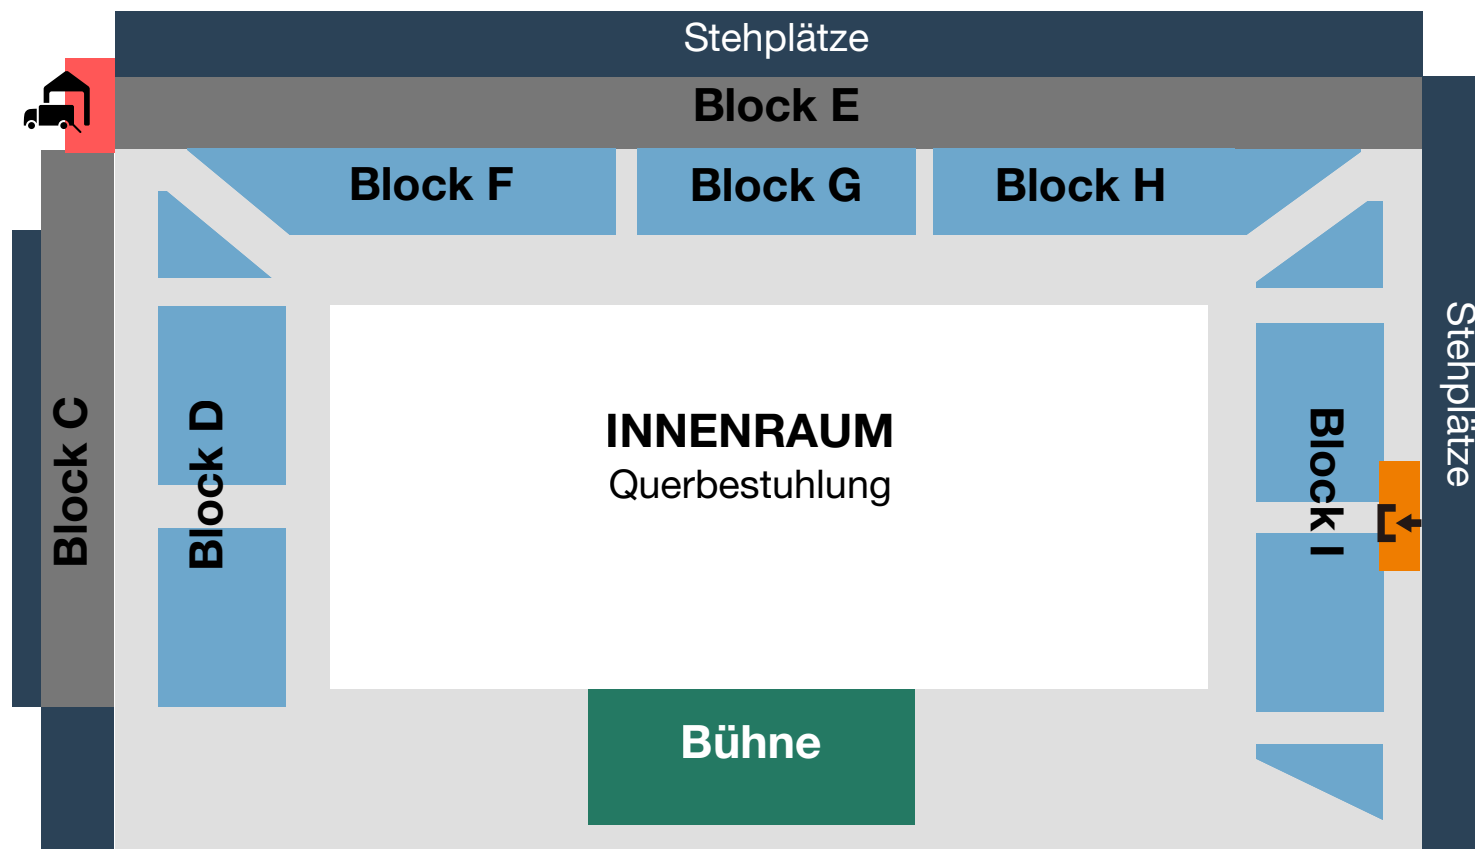 Stehplätze
Block E
Block F
Block G
Block H
Block C
Block D
INNENRAUM
Querbestuhlung
Block I
Stehplätze
Bühne